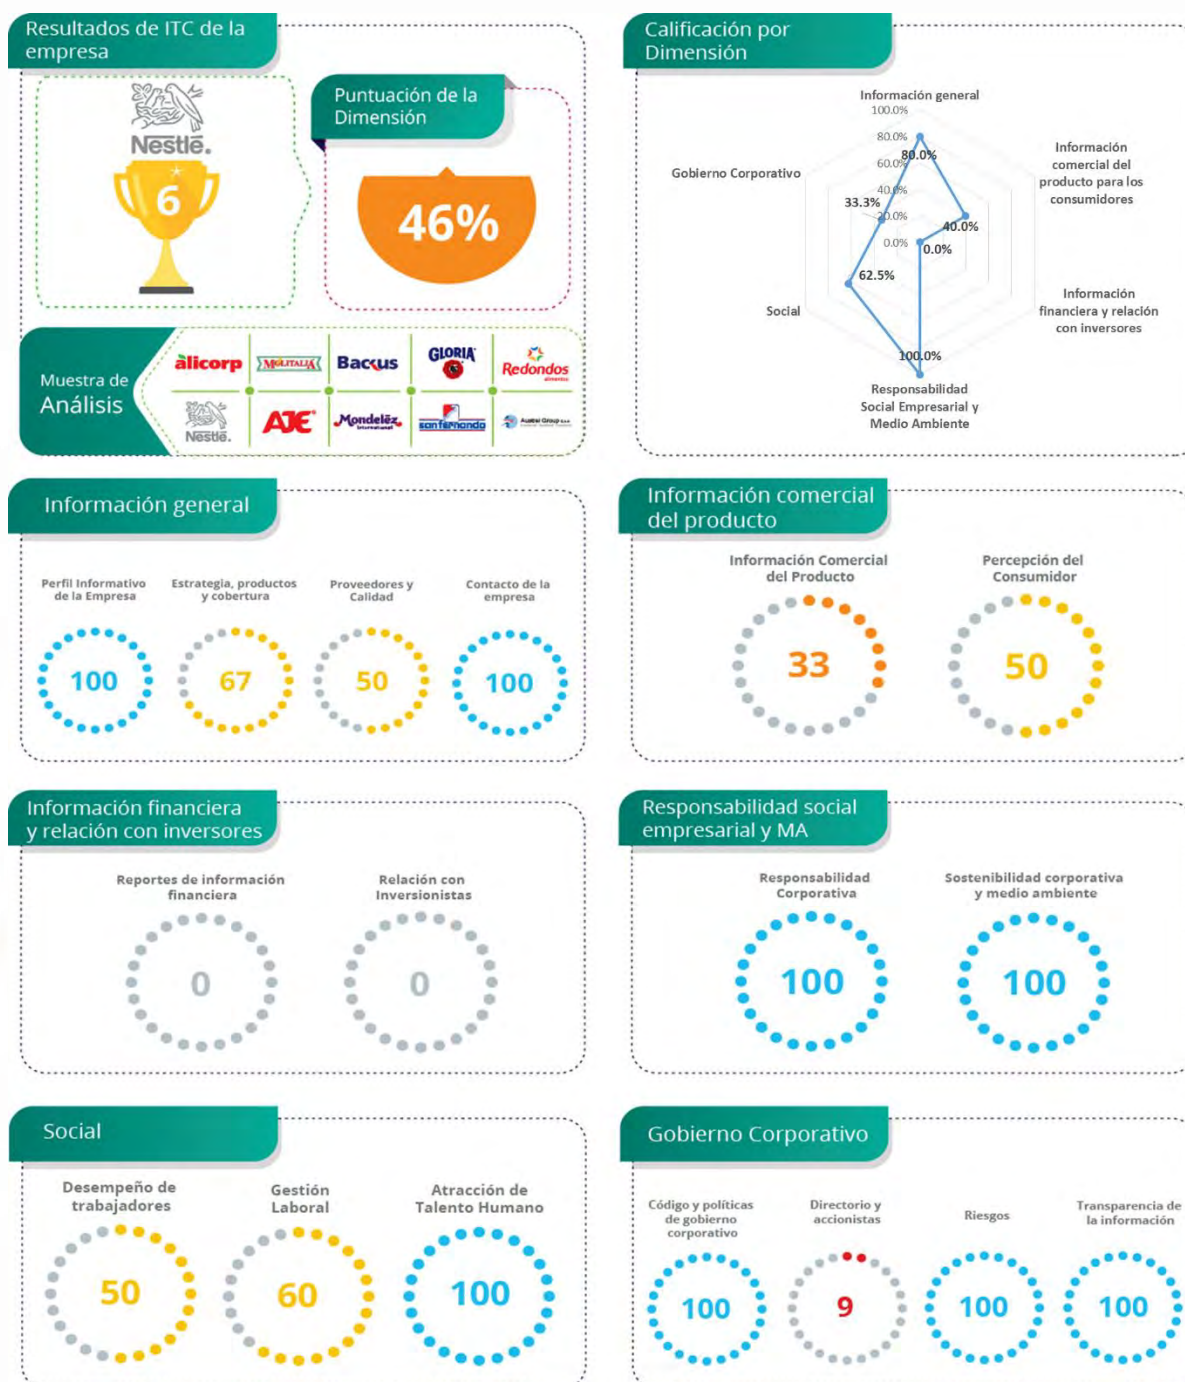 Resultados de ITC de la
empresa
Nestlé.
6
Puntuación de la
Dimensión
46%
Muestra de
Análisis
alicorp
MOLITALIA
Backus
GLORIA
Redondos
alimentos
Nestlé.
AJE
Mondelēz
International
san fernando
Austral Group S.A.A
Calificación por
Dimensión
Información general
100.0%
80.0%
60.0%
40.0%
20.0%
0.0%
80.0%
40.0%
0.0%
100.0%
62.5%
33.3%
Información
comercial del
producto para los
consumidores
Información
financiera y relación
con inversores
Responsabilidad
Social Empresarial y
Medio Ambiente
Social
Gobierno Corporativo
Información general
Perfil Informativo
de la Empresa
100
Estrategia, productos
y cobertura
67
Proveedores y
Calidad
50
Contacto de la
empresa
100
Información comercial
del producto
Información Comercial
del Producto
33
Percepción del
Consumidor
50
Información financiera
y relación con inversores
Reportes de información
financiera
0
Relación con
Inversionistas
0
Responsabilidad social
empresarial y MA
Responsabilidad
Corporativa
100
Sostenibilidad corporativa
y medio ambiente
100
Social
Desempeño de
trabajadores
50
Gestión
Laboral
60
Atracción de
Talento Humano
100
Gobierno Corporativo
Código y políticas
de gobierno
corporativo
100
Directorio y
accionistas
9
Riesgos
100
Transparencia de
la información
100